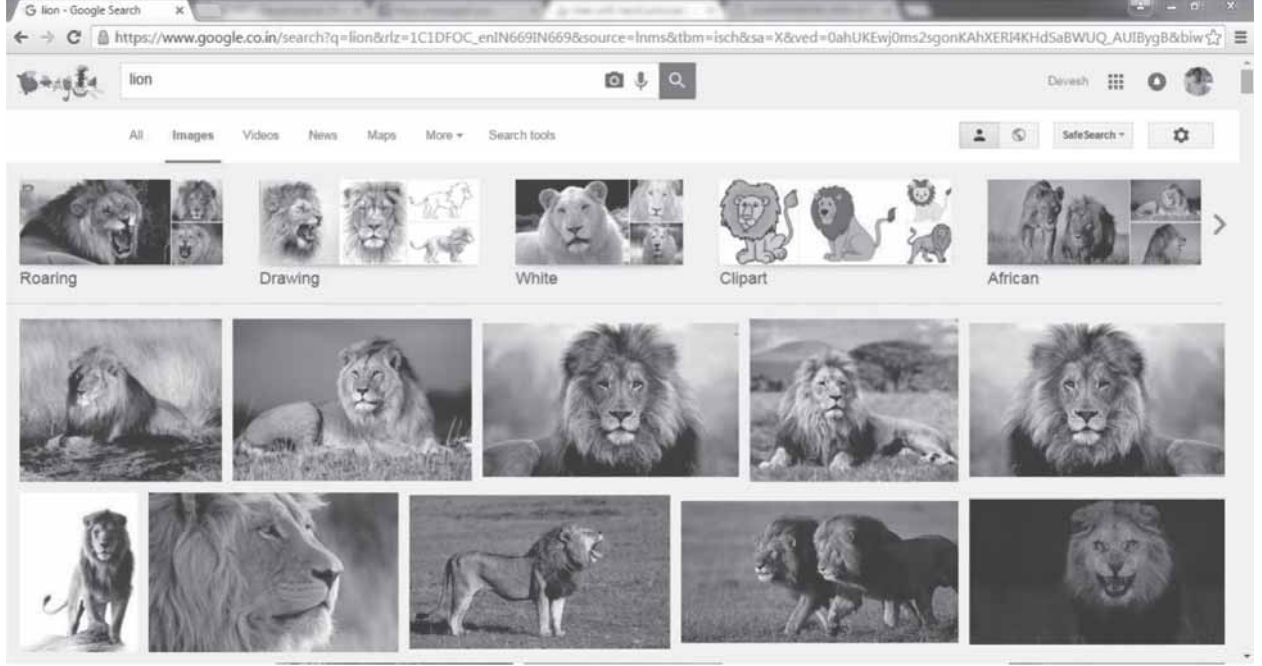 G lion - Google Search
https://www.google.co.in/search?q=lion&rlz=1C1DFOC_enIN669IN669&source=lnms&tbm=isch&sa=X&ved=0ahUKEwj0ms2sgonKAhXERI4KHdSaBWUQ_AUIBygB&biw
lion
Devesh
All Images Videos News Maps More Search tools
SafeSearch
Roaring Drawing White Clipart African